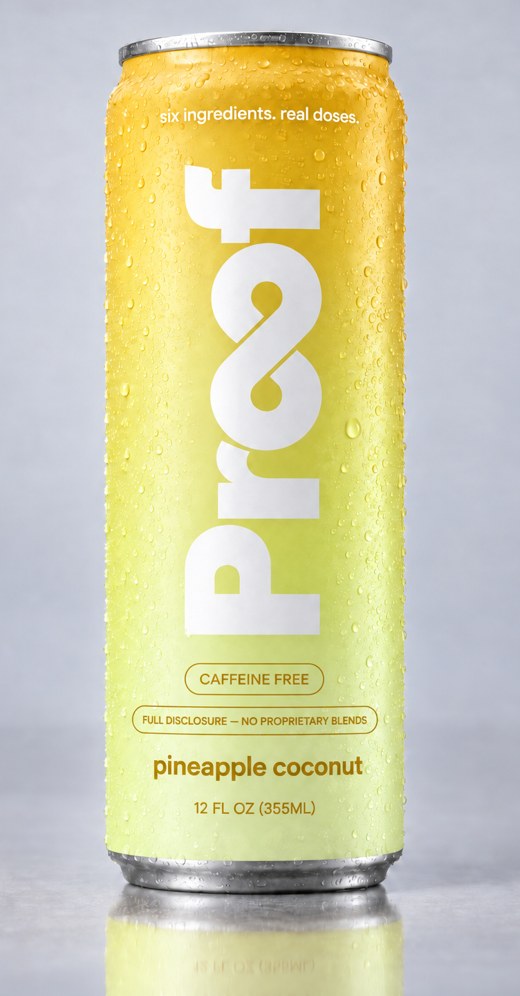 six ingredients. real doses.
Proof
CAFFEINE FREE
FULL DISCLOSURE — NO PROPRIETARY BLENDS
pineapple coconut
12 FL OZ (355ML)